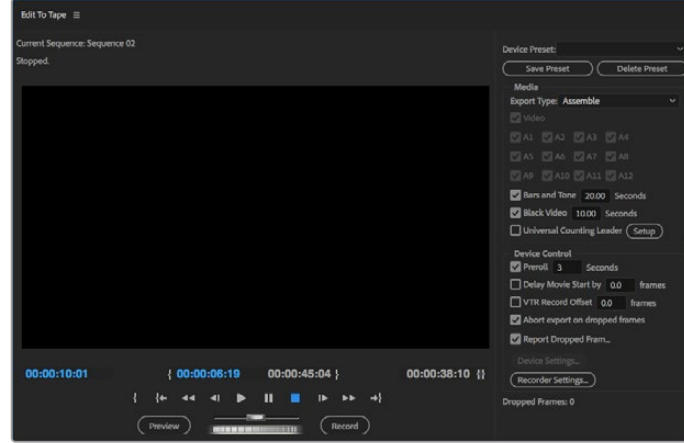 Edit To Tape
Current Sequence: Sequence 02
Stopped.
00:00:10:01
{ 00:00:06:19
00:00:45:04 }
00:00:38:10 {}
Preview
Record
Device Preset:
Save Preset
Delete Preset
Media
Export Type: Assemble
Video
A1 A2 A3 A4
A5 A6 A7 A8
A9 A10 A11 A12
Bars and Tone 20.00 Seconds
Black Video 10.00 Seconds
Universal Counting Leader Setup
Device Control
Preroll 3 Seconds
Delay Movie Start by 0.0 frames
VTR Record Offset 0.0 frames
Abort export on dropped frames
Report Dropped Fram...
Device Settings...
Recorder Settings...
Dropped Frames: 0